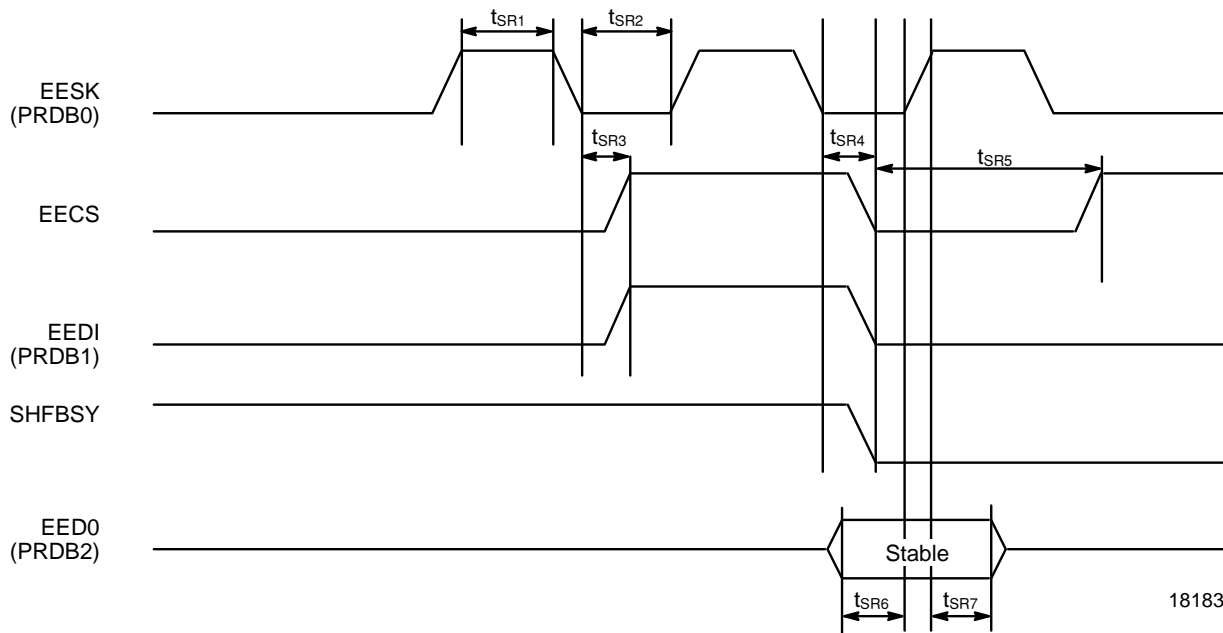 tSR1
tSR2
EESK
(PRDB0)
tSR3
tSR4
tSR5
EECS
EEDI
(PRDB1)
SHFBSY
EED0
(PRDB2)
Stable
tSR6
tSR7
18183